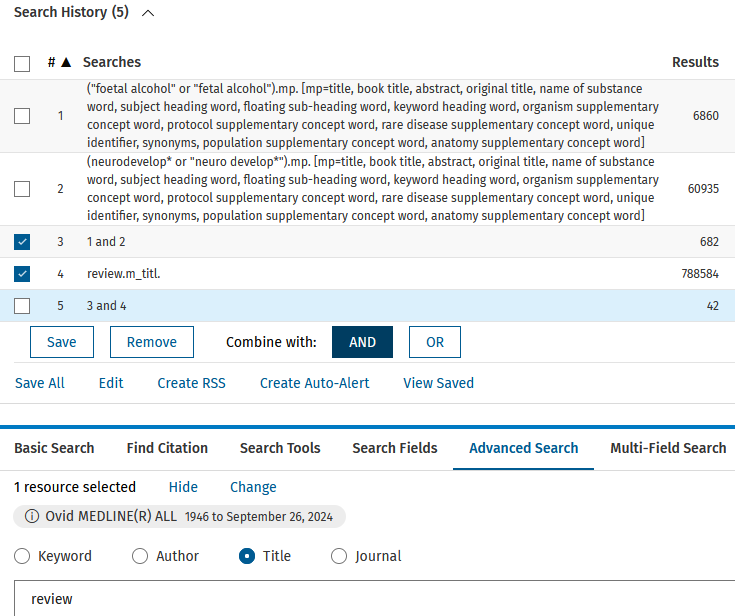 Search History (5)
# ▲ Searches Results
1 ("foetal alcohol" or "fetal alcohol").mp. [mp=title, book title, abstract, original title, name of substance
word, subject heading word, floating sub-heading word, keyword heading word, organism supplementary
concept word, protocol supplementary concept word, rare disease supplementary concept word, unique
identifier, synonyms, population supplementary concept word, anatomy supplementary concept word] 6860
2 (neurodevelop* or "neuro develop*").mp. [mp=title, book title, abstract, original title, name of substance
word, subject heading word, floating sub-heading word, keyword heading word, organism supplementary
concept word, protocol supplementary concept word, rare disease supplementary concept word, unique
identifier, synonyms, population supplementary concept word, anatomy supplementary concept word] 60935
3 1 and 2 682
4 review.m_titl. 788584
5 3 and 4 42
Save Remove Combine with: AND OR
Save All Edit Create RSS Create Auto-Alert View Saved
Basic Search Find Citation Search Tools Search Fields Advanced Search Multi-Field Search
1 resource selected Hide Change
Ovid MEDLINE(R) ALL 1946 to September 26, 2024
Keyword Author Title Journal
review